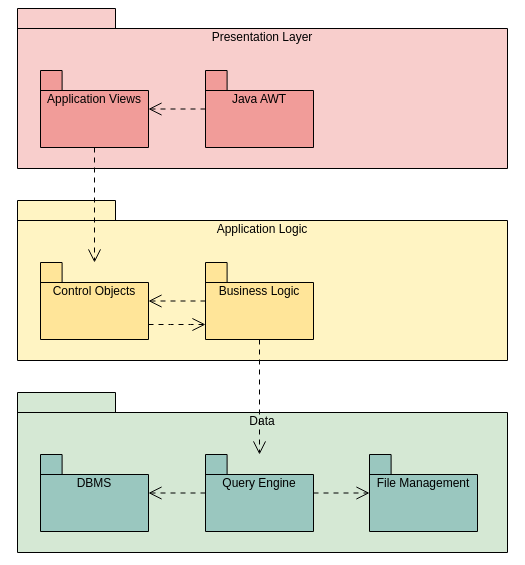 Presentation Layer
Application Views
Java AWT
Application Logic
Control Objects
Business Logic
Data
DBMS
Query Engine
File Management